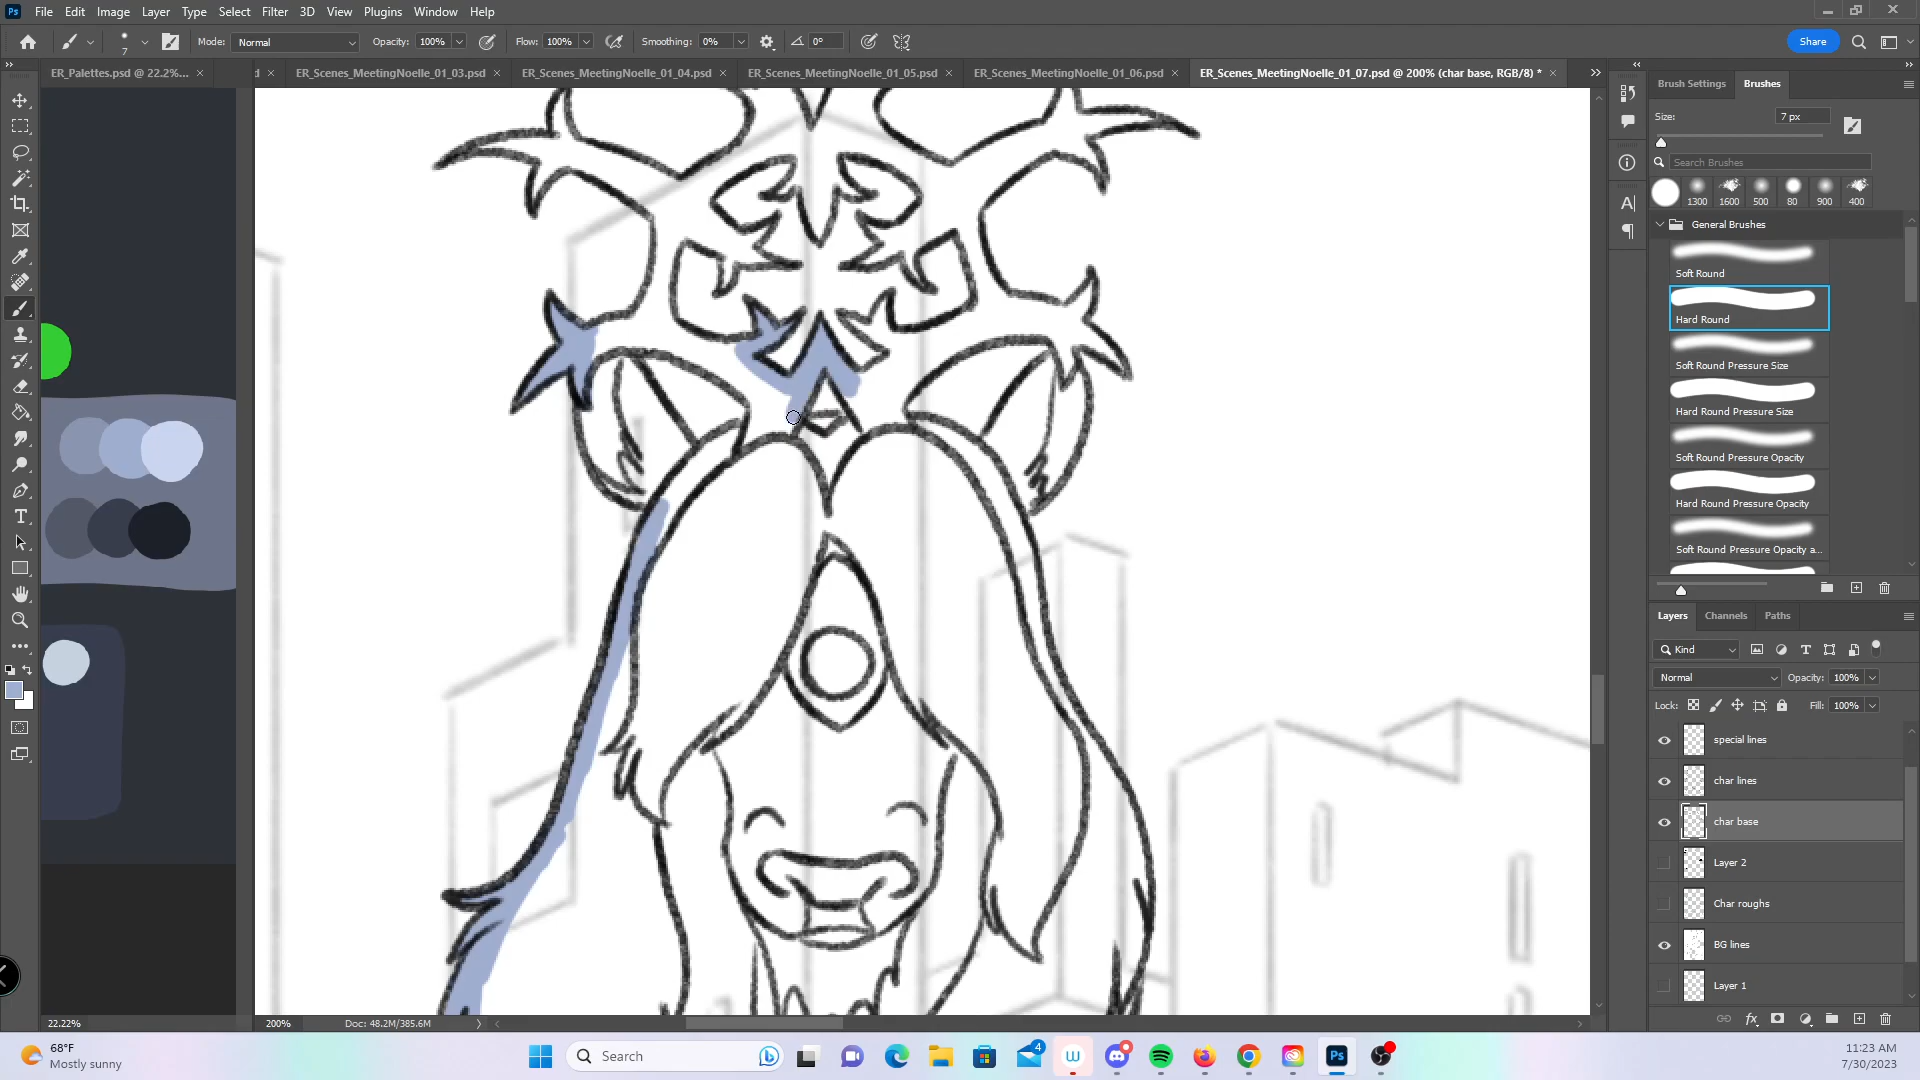 Ps File Edit Image Layer Type Select Filter 3D View Plugins Window Help
7 Mode: Normal Opacity: 100% Flow: 100% Smoothing: 0% 0° Share
ER_Palettes.psd @ 22.2%... × d × ER_Scenes_MeetingNoelle_01_03.psd × ER_Scenes_MeetingNoelle_01_04.psd × ER_Scenes_MeetingNoelle_01_05.psd × ER_Scenes_MeetingNoelle_01_06.psd × ER_Scenes_MeetingNoelle_01_07.psd @ 200% (char base, RGB/8) * ×
Brush Settings Brushes
Size: 7 px
Search Brushes
1300 1600 500 80 900 400
General Brushes
Soft Round
Hard Round
Soft Round Pressure Size
Hard Round Pressure Size
Soft Round Pressure Opacity
Hard Round Pressure Opacity
Soft Round Pressure Opacity a...
Layers Channels Paths
Kind
Normal Opacity: 100%
Lock: Fill: 100%
special lines
char lines
char base
Layer 2
Char roughs
BG lines
Layer 1
22.22% 200% Doc: 48.2M/385.6M
68°F
Mostly sunny
Search
4
Ps
11:23 AM
7/30/2023